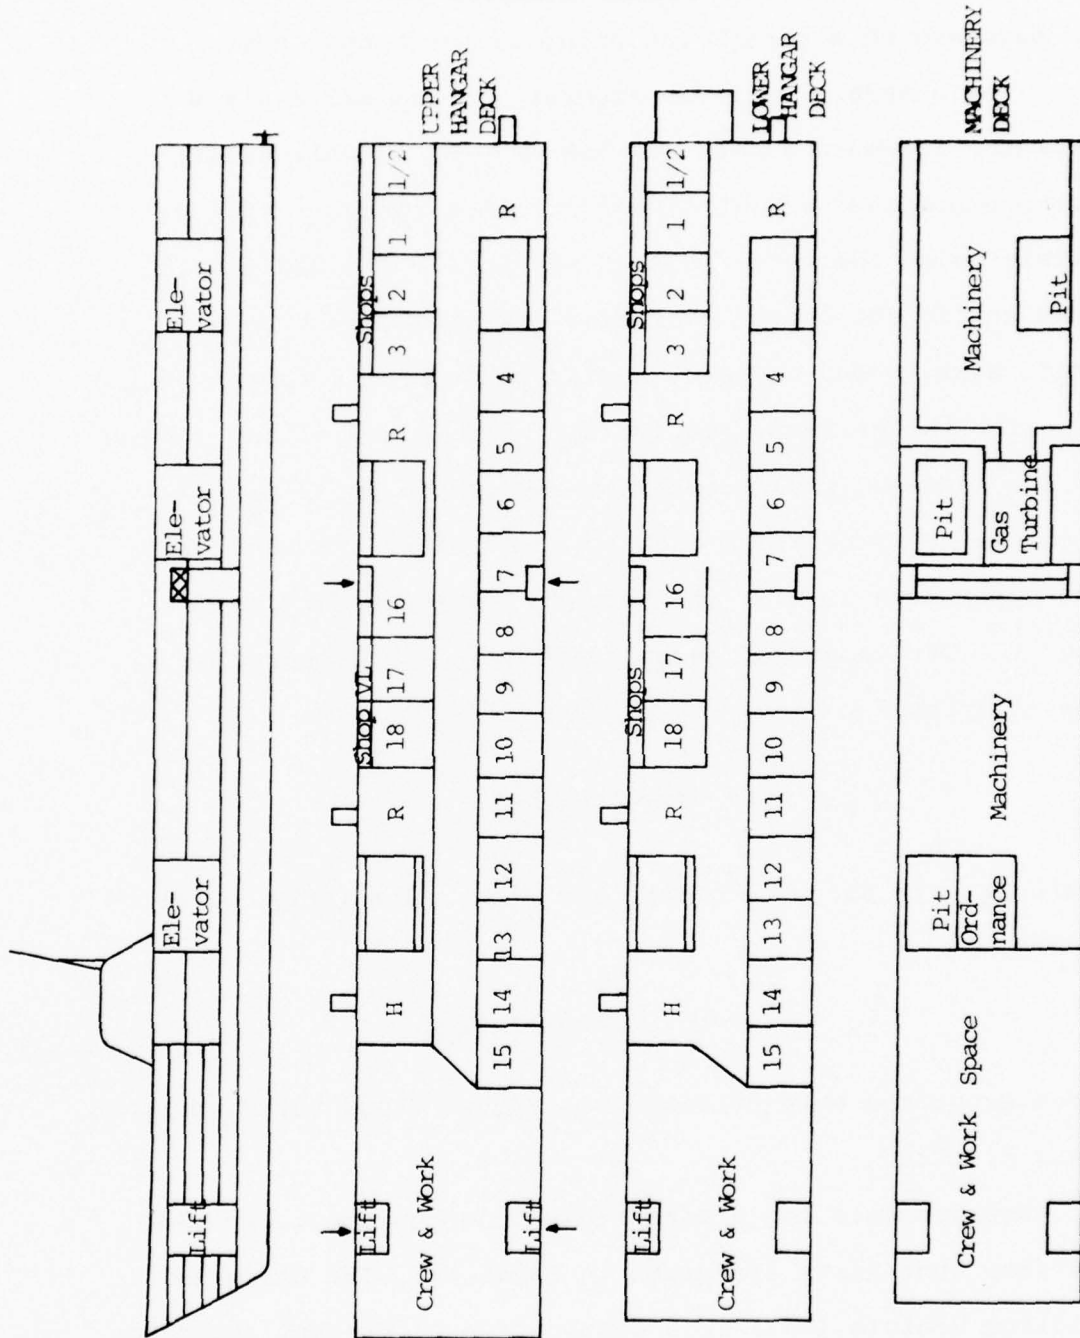 Lift
Ele-
vator
Ele-
vator
Ele-
vator
UPPER
HANGAR
DECK
Lift
Shop VL
Shops
H R 18 17 16 R 3 2 1 1/2
Crew & Work
15 14 13 12 11 10 9 8 7 6 5 4 R
Lift
LOWER
HANGAR
DECK
Lift
Shops
Shops
H R 18 17 16 R 3 2 1 1/2
Crew & Work
15 14 13 12 11 10 9 8 7 6 5 4 R
MACHINERY
DECK
Crew & Work Space
Pit
Ord-
nance
Machinery
Pit
Gas
Turbine
Machinery
Pit